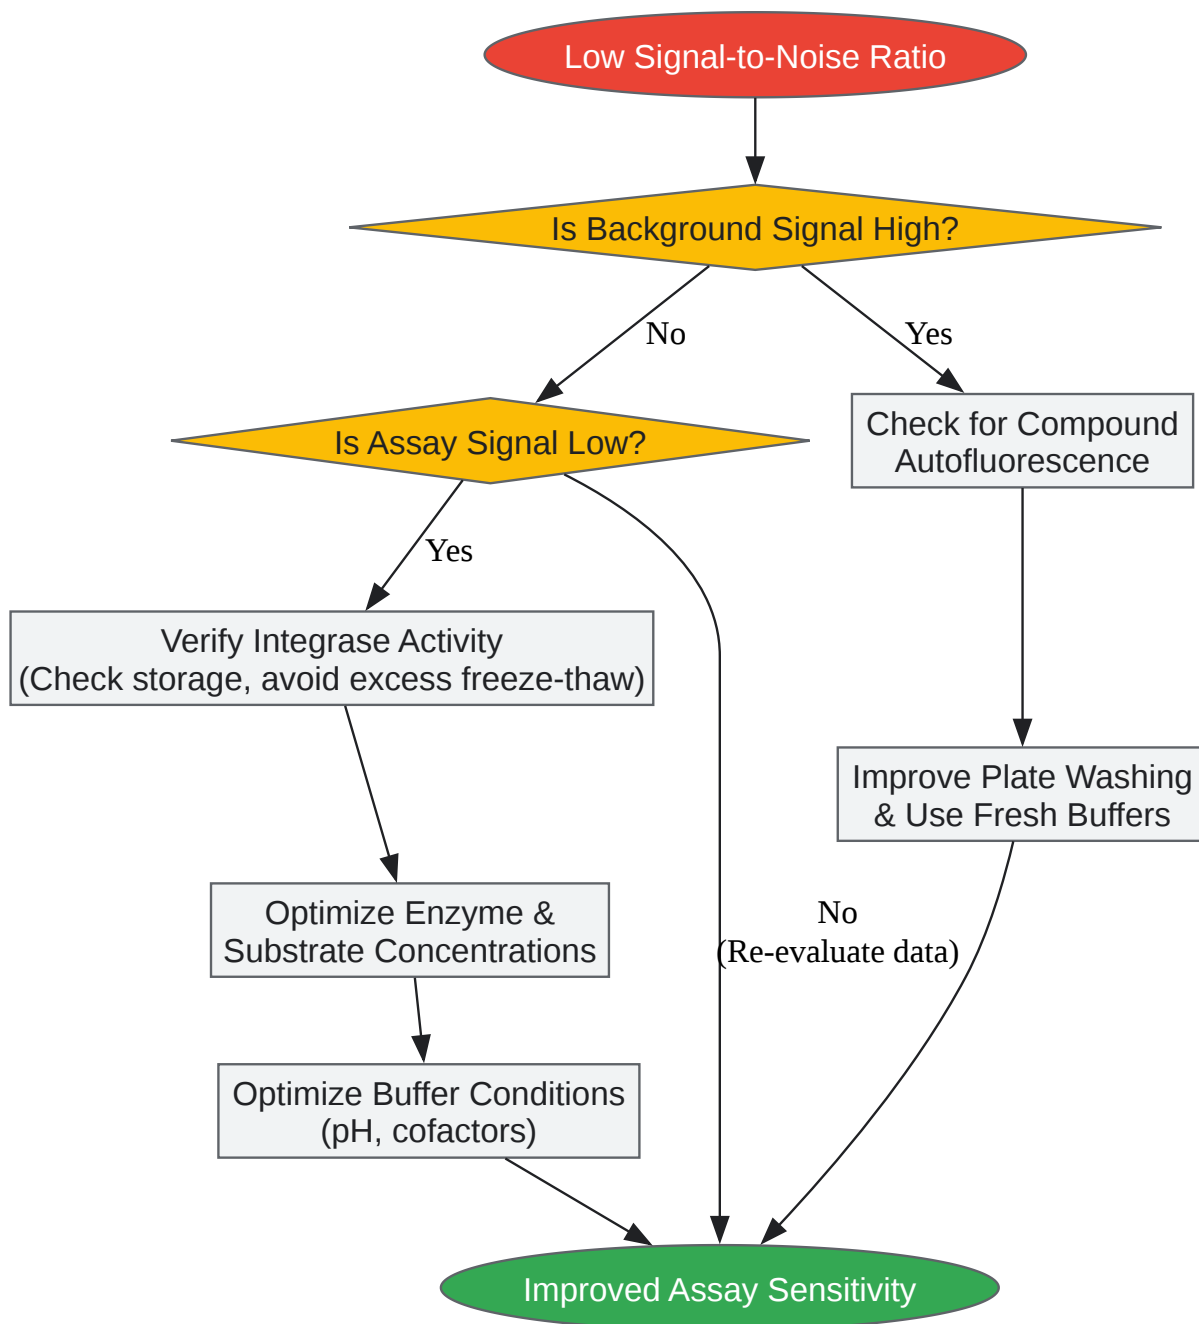 Low Signal-to-Noise Ratio
Is Background Signal High?
No
Yes
Is Assay Signal Low?
Check for Compound
Autofluorescence
Yes
Verify Integrase Activity
(Check storage, avoid excess freeze-thaw)
Improve Plate Washing
& Use Fresh Buffers
Optimize Enzyme &
Substrate Concentrations
No
(Re-evaluate data)
Optimize Buffer Conditions
(pH, cofactors)
Improved Assay Sensitivity